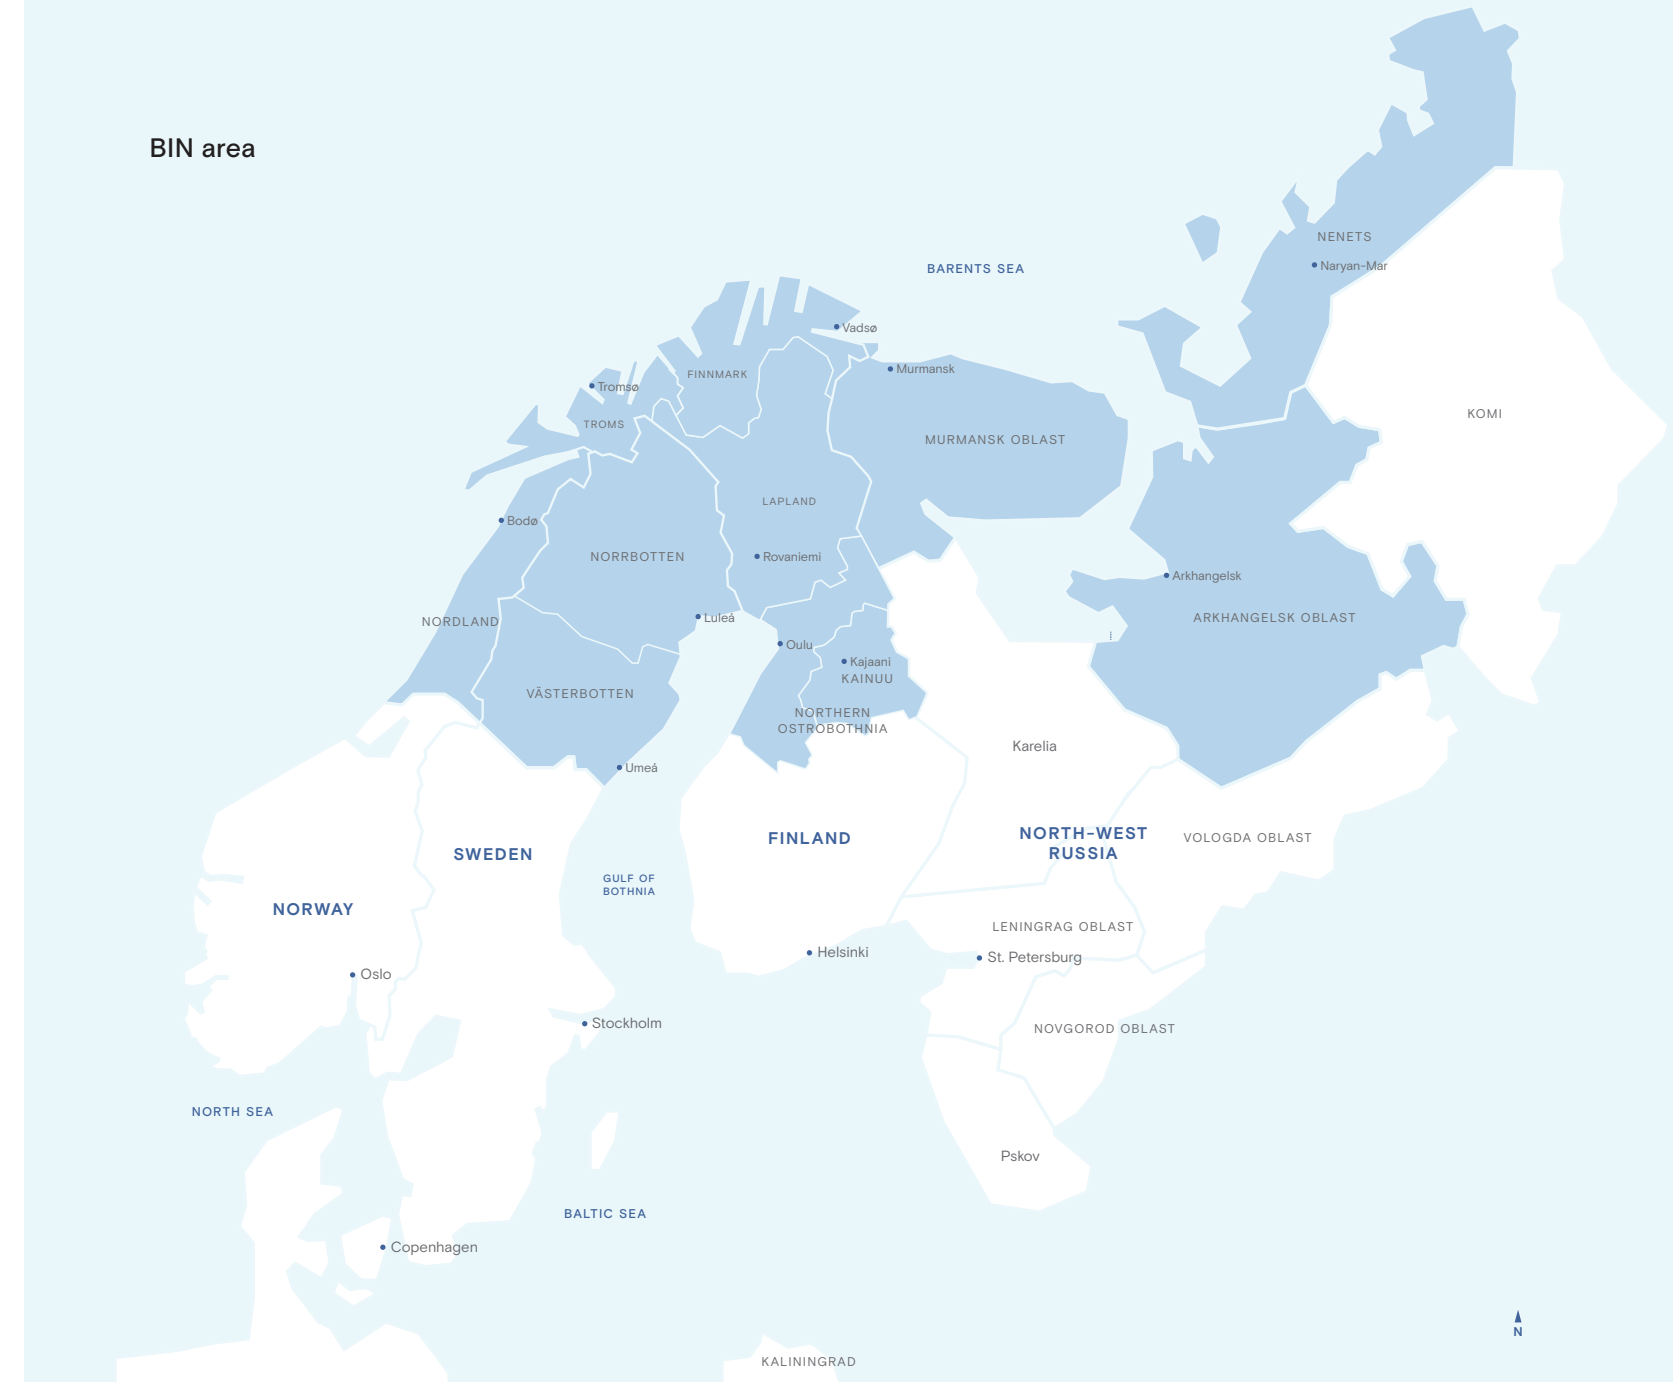 BIN area
NENETS
Naryan-Mar
BARENTS SEA
Vadsø
Murmansk
FINNMARK
Tromsø
TROMS
KOMI
MURMANSK OBLAST
LAPLAND
Bodø
NORRBOTTEN
Rovaniemi
Arkhangelsk
NORDLAND
Luleå
ARKHANGELSK OBLAST
Oulu
Kajaani
KAINUU
VÄSTERBOTTEN
NORTHERN
OSTROBOTHNIA
Karelia
Umeå
FINLAND
NORTH-WEST
RUSSIA
VOLOGDA OBLAST
SWEDEN
GULF OF
BOTHNIA
NORWAY
LENINGRAG OBLAST
Helsinki
St. Petersburg
Oslo
Stockholm
NOVGOROD OBLAST
NORTH SEA
Pskov
BALTIC SEA
Copenhagen
N
KALININGRAD